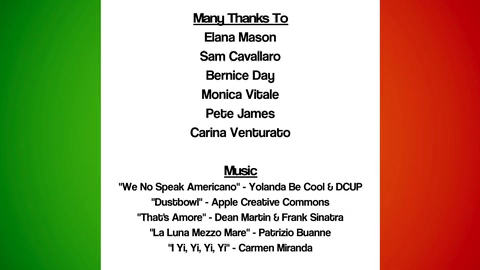 Many Thanks To
Elana Mason
Sam Cavallaro
Bernice Day
Monica Vitale
Pete James
Carina Venturato
Music
"We No Speak Americano" - Yolanda Be Cool & DCUP
"Dustbowl" - Apple Creative Commons
"That's Amore" - Dean Martin & Frank Sinatra
"La Luna Mezzo Mare" - Patrizio Buanne
"I Yi, Yi, Yi, Yi" - Carmen Miranda